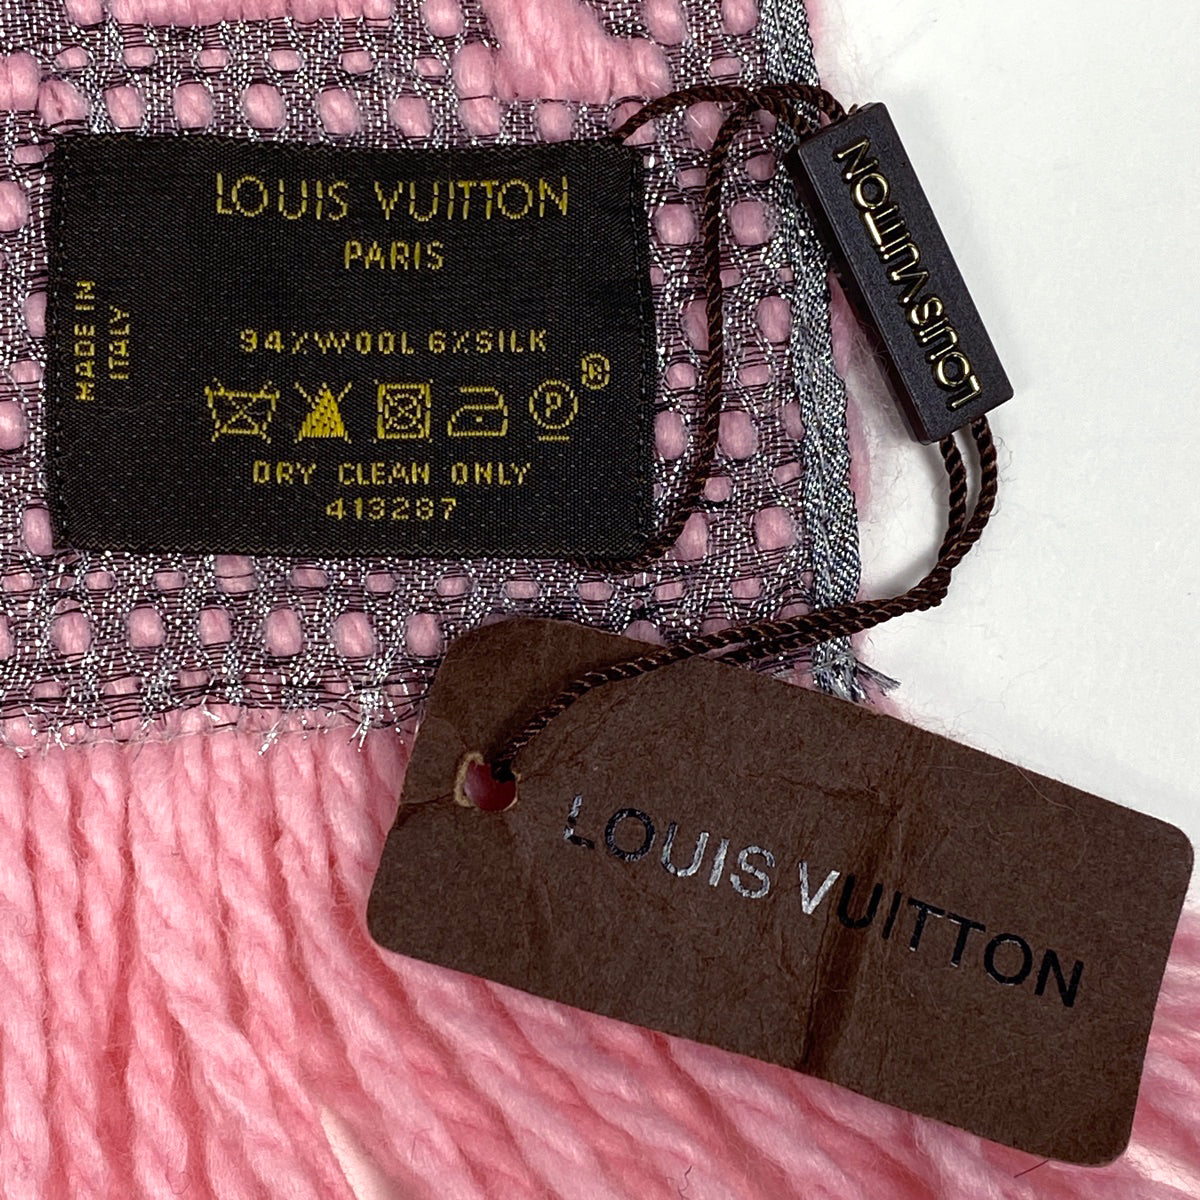 LOUIS VUITTON
PARIS
MADE IN
ITALY
94%WOOL 6%SILK
P
®
DRY CLEAN ONLY
413287
LOUIS VUITTON
LOUIS VUITTON